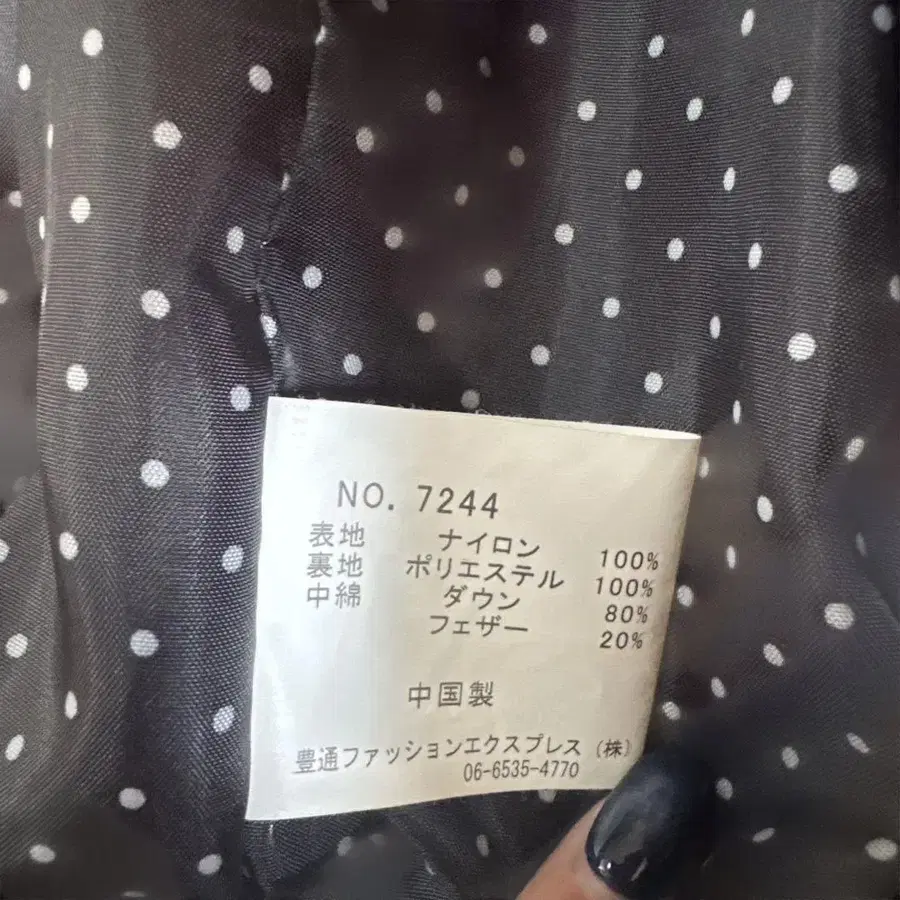 NO. 7244
表地 ナイロン 100%
裏地 ポリエステル 100%
中綿 ダウン 80%
フェザー 20%
中国製
豊通ファッションエクスプレス(株)
06-6535-4770